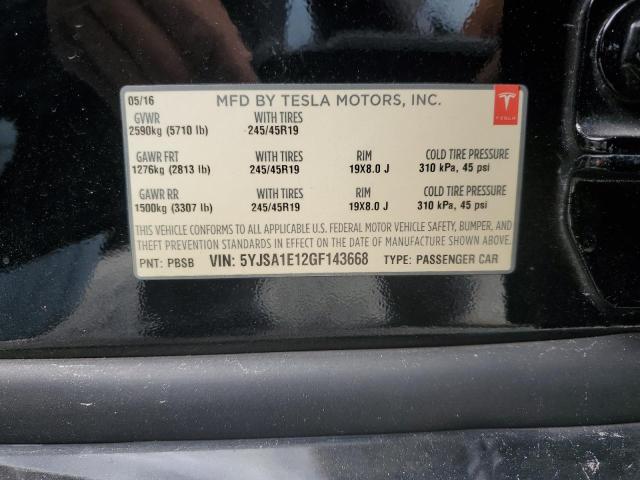 05/16 MFD BY TESLA MOTORS, INC.
GVWR WITH TIRES
2590kg (5710 lb) 245/45R19
GAWR FRT WITH TIRES RIM COLD TIRE PRESSURE
1276kg (2813 lb) 245/45R19 19X8.0 J 310 kPa, 45 psi
GAWR RR WITH TIRES RIM COLD TIRE PRESSURE
1500kg (3307 lb) 245/45R19 19X8.0 J 310 kPa, 45 psi
THIS VEHICLE CONFORMS TO ALL APPLICABLE U.S. FEDERAL MOTOR VEHICLE SAFETY, BUMPER, AND
THEFT PREVENTION STANDARDS IN EFFECT ON THE DATE OF MANUFACTURE SHOWN ABOVE.
PNT: PBSB VIN: 5YJSA1E12GF143668 TYPE: PASSENGER CAR
TESLA